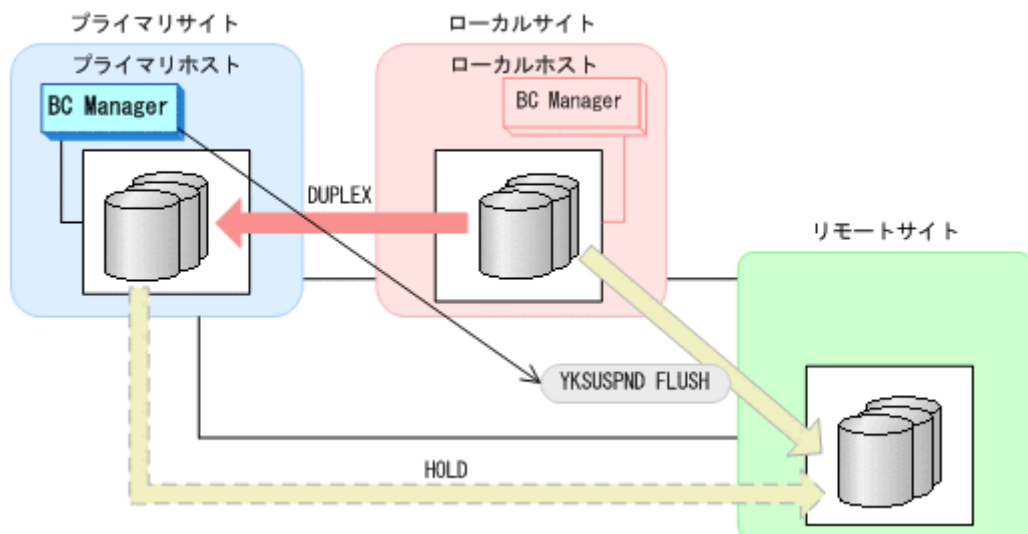 プライマリサイト
ローカルサイト
プライマリホスト
ローカルホスト
BC Manager
BC Manager
DUPLEX
リモートサイト
YKSUSPND FLUSH
HOLD